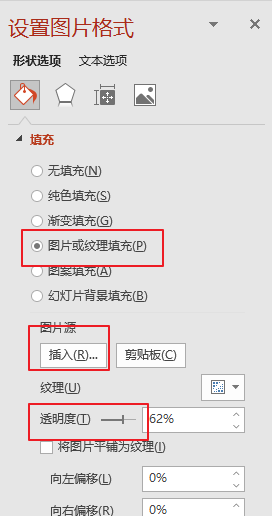 设置图片格式
形状选项 文本选项
填充
无填充(N)
纯色填充(S)
渐变填充(G)
图片或纹理填充(P)
图案填充(A)
幻灯片背景填充(B)
图片源
插入(R)... 剪贴板(C)
纹理(U)
透明度(T) 62%
将图片平铺为纹理(I)
向左偏移(L) 0%
向右偏移(R) 0%